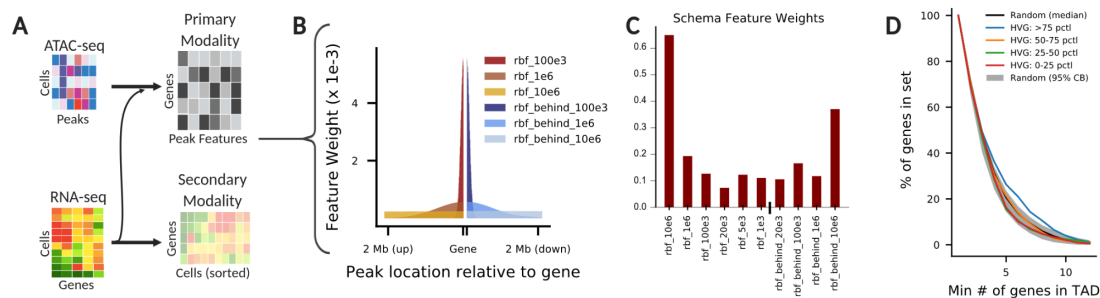 A
ATAC-seq
Cells
Peaks
RNA-seq
Cells
Genes
Primary
Modality
Genes
Peak Features
Secondary
Modality
Genes
Cells (sorted)
B
Feature Weight (x 1e-3)
4
2
rbf_100e3
rbf_1e6
rbf_10e6
rbf_behind_100e3
rbf_behind_1e6
rbf_behind_10e6
2 Mb (up)
Gene
2 Mb (down)
Peak location relative to gene
C
Schema Feature Weights
0.6
0.5
0.4
0.3
0.2
0.1
0.0
rbf_10e6
rbf_1e6
rbf_100e3
rbf_20e3
rbf_5e3
rbf_1e3
rbf_behind_20e3
rbf_behind_100e3
rbf_behind_1e6
rbf_behind_10e6
D
% of genes in set
100
80
60
40
20
0
Random (median)
HVG: >75 pctl
HVG: 50-75 pctl
HVG: 25-50 pctl
HVG: 0-25 pctl
Random (95% CB)
5
10
Min # of genes in TAD